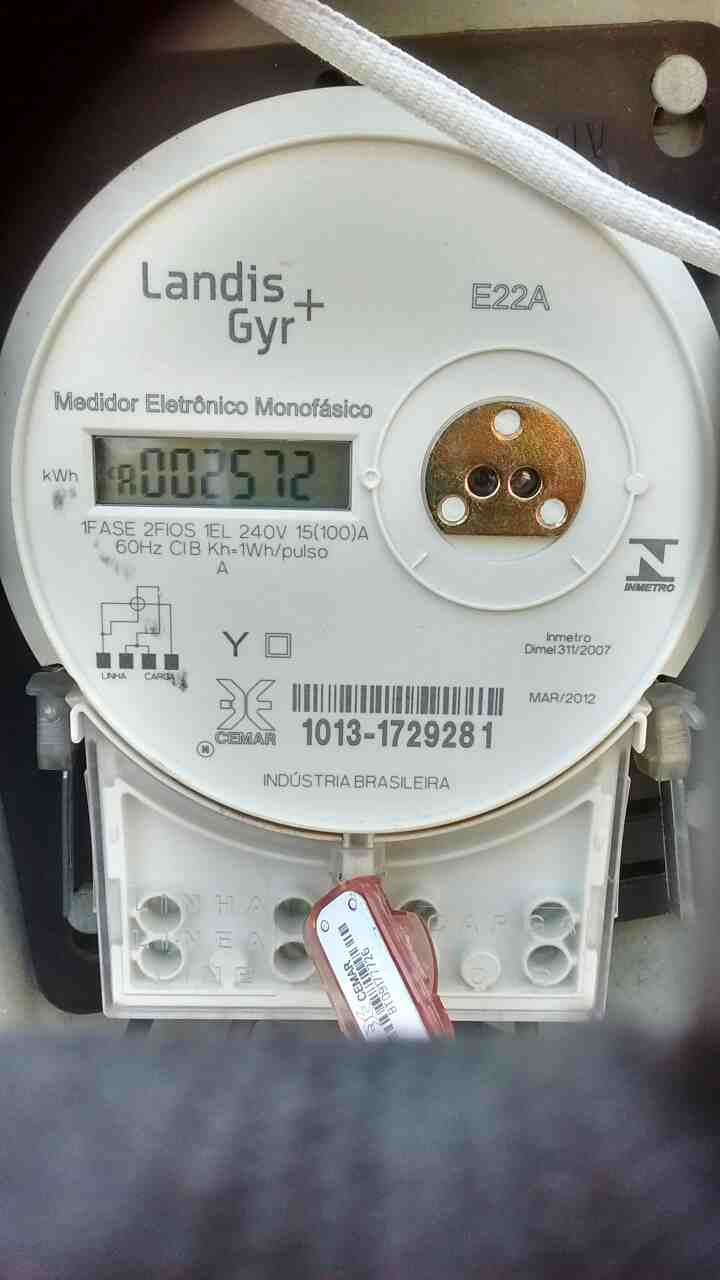 Landis
Gyr+
E22A
Medidor Eletrônico Monofásico
kWh
002572
1FASE 2FIOS 1EL 240V 15(100)A
60Hz CIB Kh=1Wh/pulso
A
INMETRO
LINHA
CARGA
Y
Inmetro
Dimel 311/2007
MAR/2012
CEMAR
1013-1729281
INDÚSTRIA BRASILEIRA
LINHA
CARGA
LINEA
CEMAR